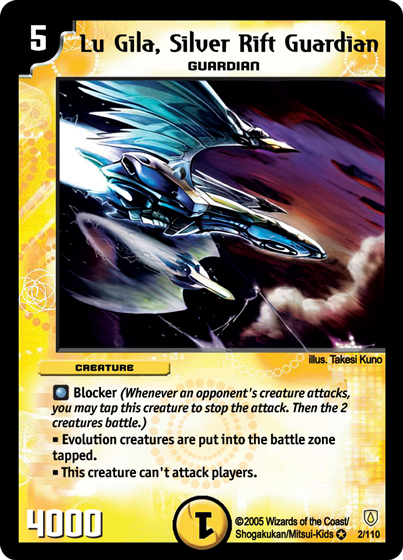 5 Lu Gila, Silver Rift Guardian
GUARDIAN
illus. Takesi Kuno
CREATURE
Blocker (Whenever an opponent's creature attacks,
you may tap this creature to stop the attack. Then the 2
creatures battle.)
▪ Evolution creatures are put into the battle zone
tapped.
▪ This creature can't attack players.
4000
1
©2005 Wizards of the Coast/
Shogakukan/Mitsui-Kids ✪ 2/110